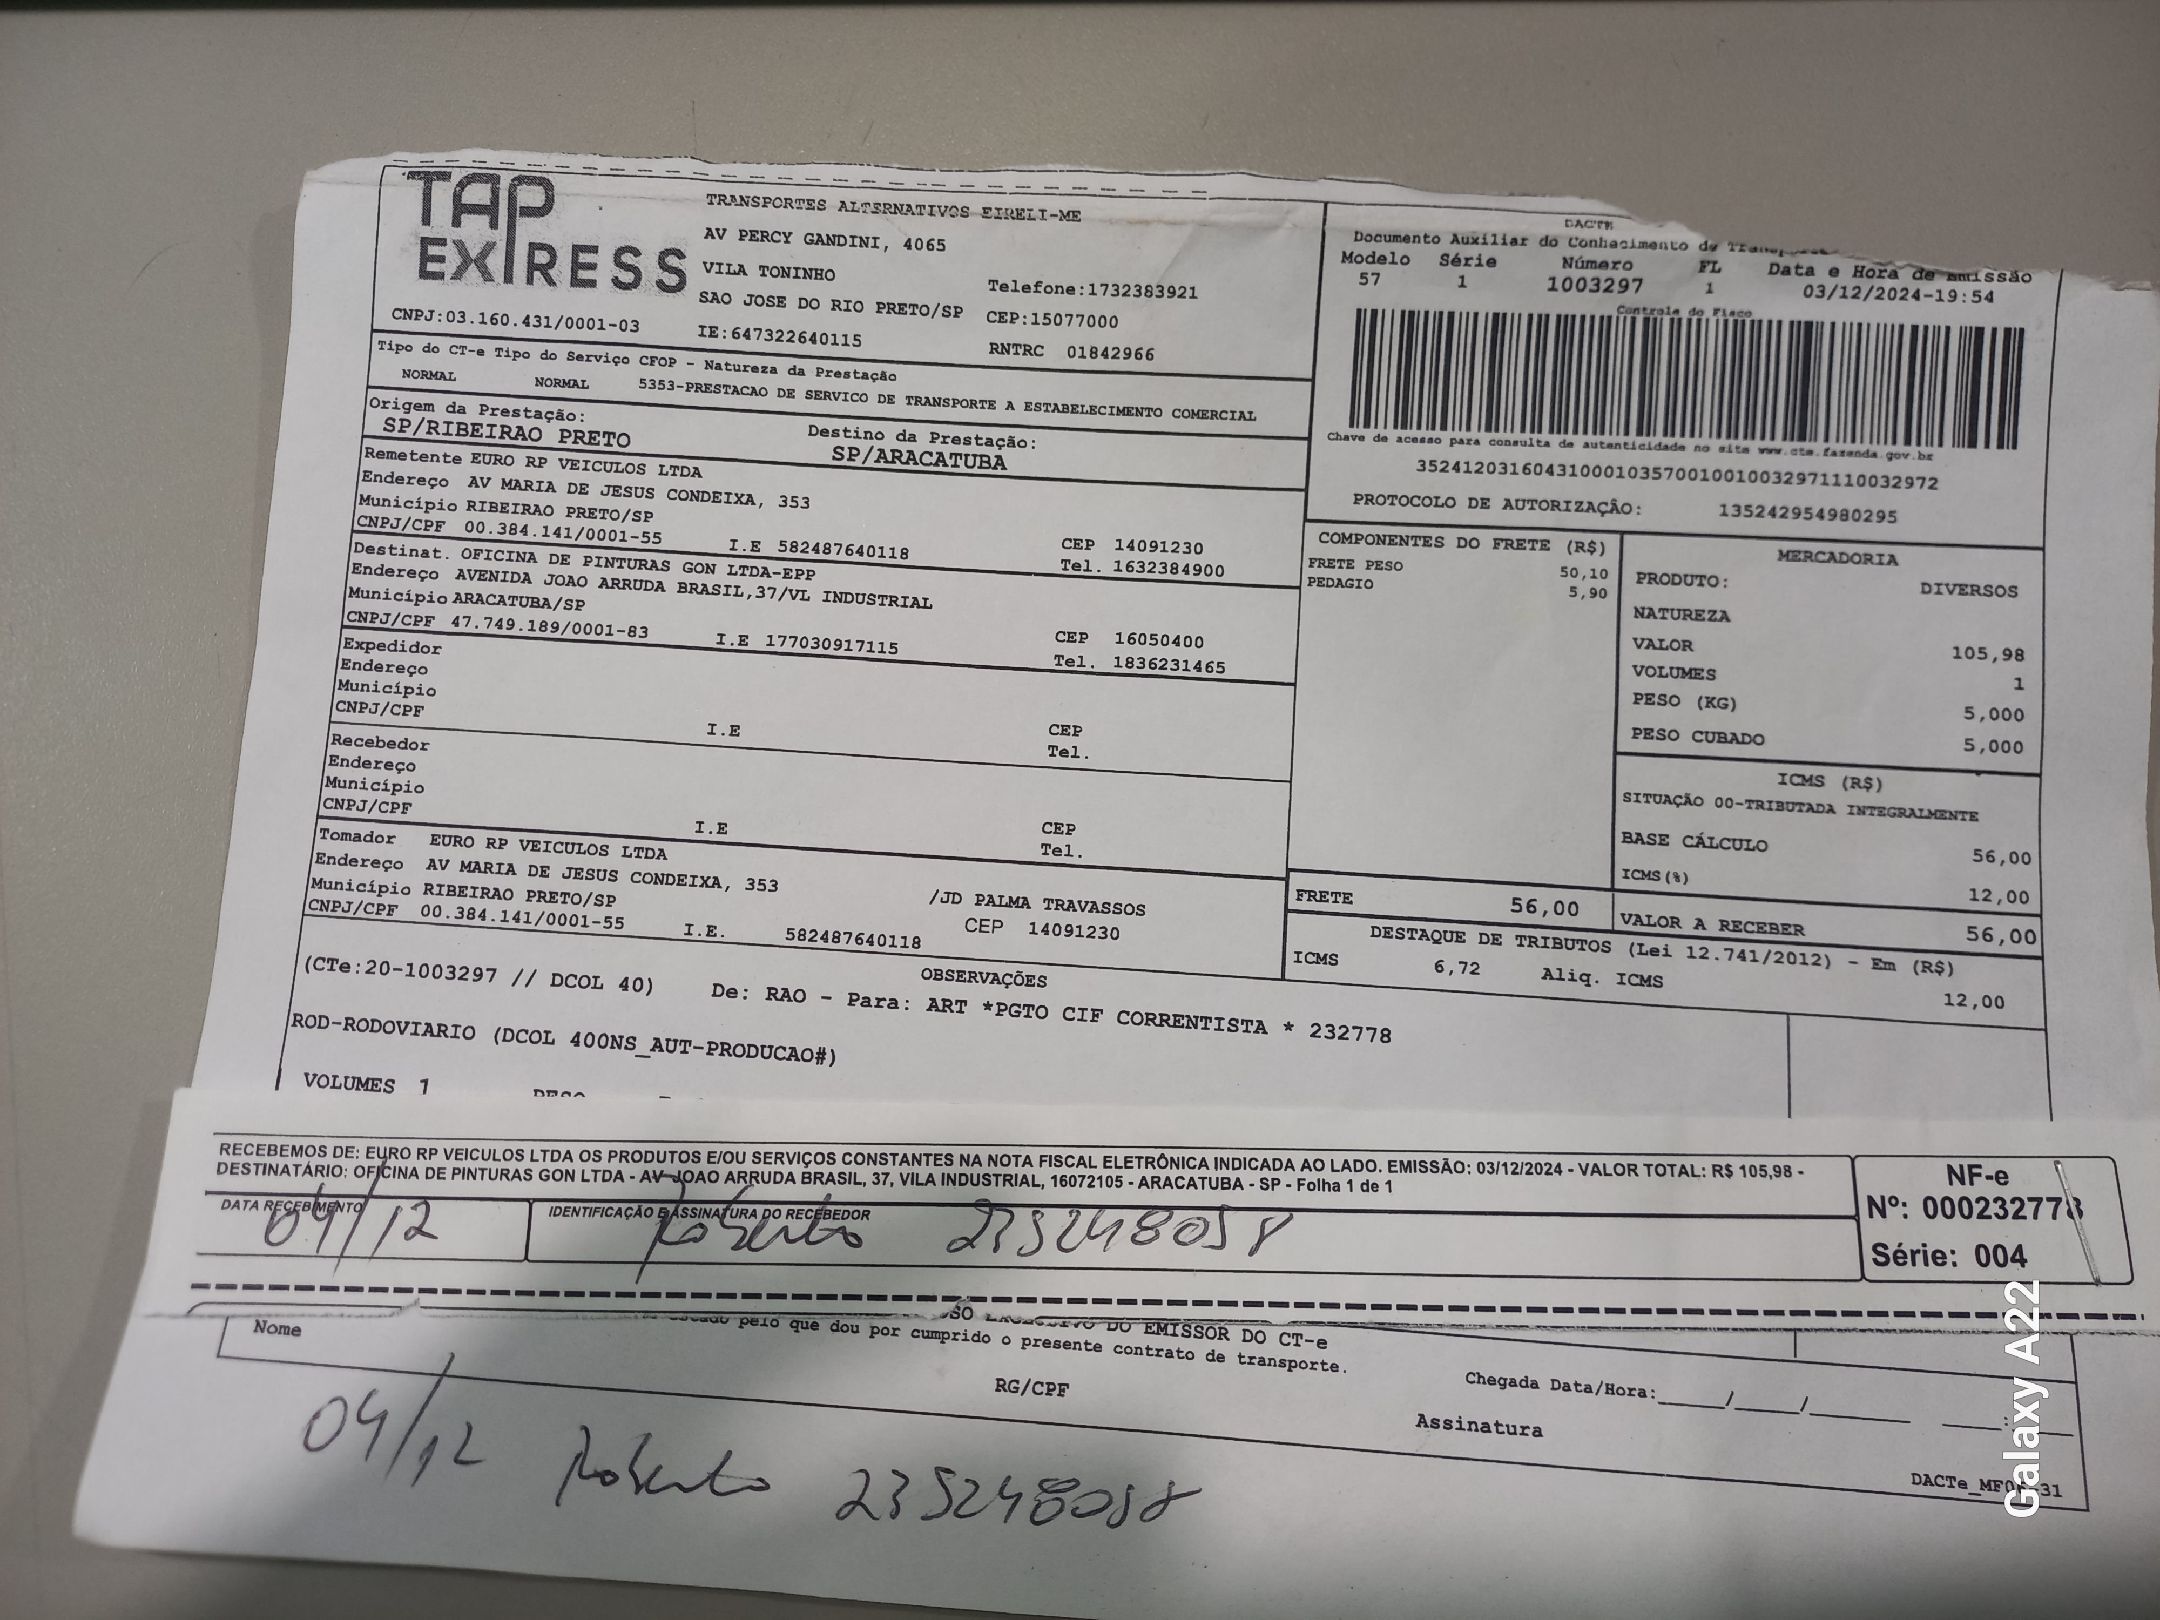 TAP EXPRESS
TRANSPORTES ALTERNATIVOS EIRELI-ME
AV PERCY GANDINI, 4065
VILA TONINHO
Telefone:1732383921
SAO JOSE DO RIO PRETO/SP CEP:15077000
CNPJ:03.160.431/0001-03 IE:647322640115 RNTRC 01842966
DACTE
Documento Auxiliar do Conhecimento de
Modelo Série Número FL Data e Hora de Emissão
57 1 1003297 1 03/12/2024-19:54
Controle do Fisco
Chave de acesso para consulta de autenticidade no site www.cte.fazenda.gov.br
35241203160431000103570010010032971110032972
PROTOCOLO DE AUTORIZAÇÃO: 135242954980295
Tipo do CT-e Tipo do Serviço CFOP - Natureza da Prestação
NORMAL NORMAL 5353-PRESTACAO DE SERVICO DE TRANSPORTE A ESTABELECIMENTO COMERCIAL
Origem da Prestação: Destino da Prestação:
SP/RIBEIRAO PRETO SP/ARACATUBA
Remetente EURO RP VEICULOS LTDA
Endereço AV MARIA DE JESUS CONDEIXA, 353
Município RIBEIRAO PRETO/SP CEP 14091230
CNPJ/CPF 00.384.141/0001-55 I.E 582487640118 Tel. 1632384900
Destinat. OFICINA DE PINTURAS GON LTDA-EPP
Endereço AVENIDA JOAO ARRUDA BRASIL,37/VL INDUSTRIAL
Município ARACATUBA/SP CEP 16050400
CNPJ/CPF 47.749.189/0001-83 I.E 177030917115 Tel. 1836231465
Expedidor
Endereço
Município CEP
CNPJ/CPF I.E Tel.
Recebedor
Endereço
Município CEP
CNPJ/CPF I.E Tel.
Tomador EURO RP VEICULOS LTDA
Endereço AV MARIA DE JESUS CONDEIXA, 353 /JD PALMA TRAVASSOS
Município RIBEIRAO PRETO/SP CEP 14091230
CNPJ/CPF 00.384.141/0001-55 I.E. 582487640118
COMPONENTES DO FRETE (R$)
FRETE PESO 50,10
PEDAGIO 5,90
MERCADORIA
PRODUTO: DIVERSOS
NATUREZA
VALOR 105,98
VOLUMES 1
PESO (KG) 5,000
PESO CUBADO 5,000
ICMS (R$)
SITUAÇÃO 00-TRIBUTADA INTEGRALMENTE
BASE CÁLCULO 56,00
ICMS(%) 12,00
FRETE 56,00 VALOR A RECEBER 56,00
DESTAQUE DE TRIBUTOS (Lei 12.741/2012) - Em (R$)
ICMS 6,72 Aliq. ICMS 12,00
OBSERVAÇÕES
(CTe:20-1003297 // DCOL 40) De: RAO - Para: ART *PGTO CIF CORRENTISTA * 232778
ROD-RODOVIARIO (DCOL 400NS_AUT-PRODUCAO#)
VOLUMES 1 PESO
RECEBEMOS DE: EURO RP VEICULOS LTDA OS PRODUTOS E/OU SERVIÇOS CONSTANTES NA NOTA FISCAL ELETRÔNICA INDICADA AO LADO. EMISSÃO: 03/12/2024 - VALOR TOTAL: R$ 105,98 -
DESTINATÁRIO: OFICINA DE PINTURAS GON LTDA - AV JOAO ARRUDA BRASIL, 37, VILA INDUSTRIAL, 16072105 - ARACATUBA - SP - Folha 1 de 1
DATA RECEBIMENTO IDENTIFICAÇÃO E ASSINATURA DO RECEBEDOR
04/12 Roberto 235248058
NF-e
Nº: 000232778
Série: 004
DO EMISSOR DO CT-e
pelo que dou por cumprido o presente contrato de transporte.
Nome RG/CPF Chegada Data/Hora:____/____/____
Assinatura
04/12 Roberto 235248058
Galaxy A22